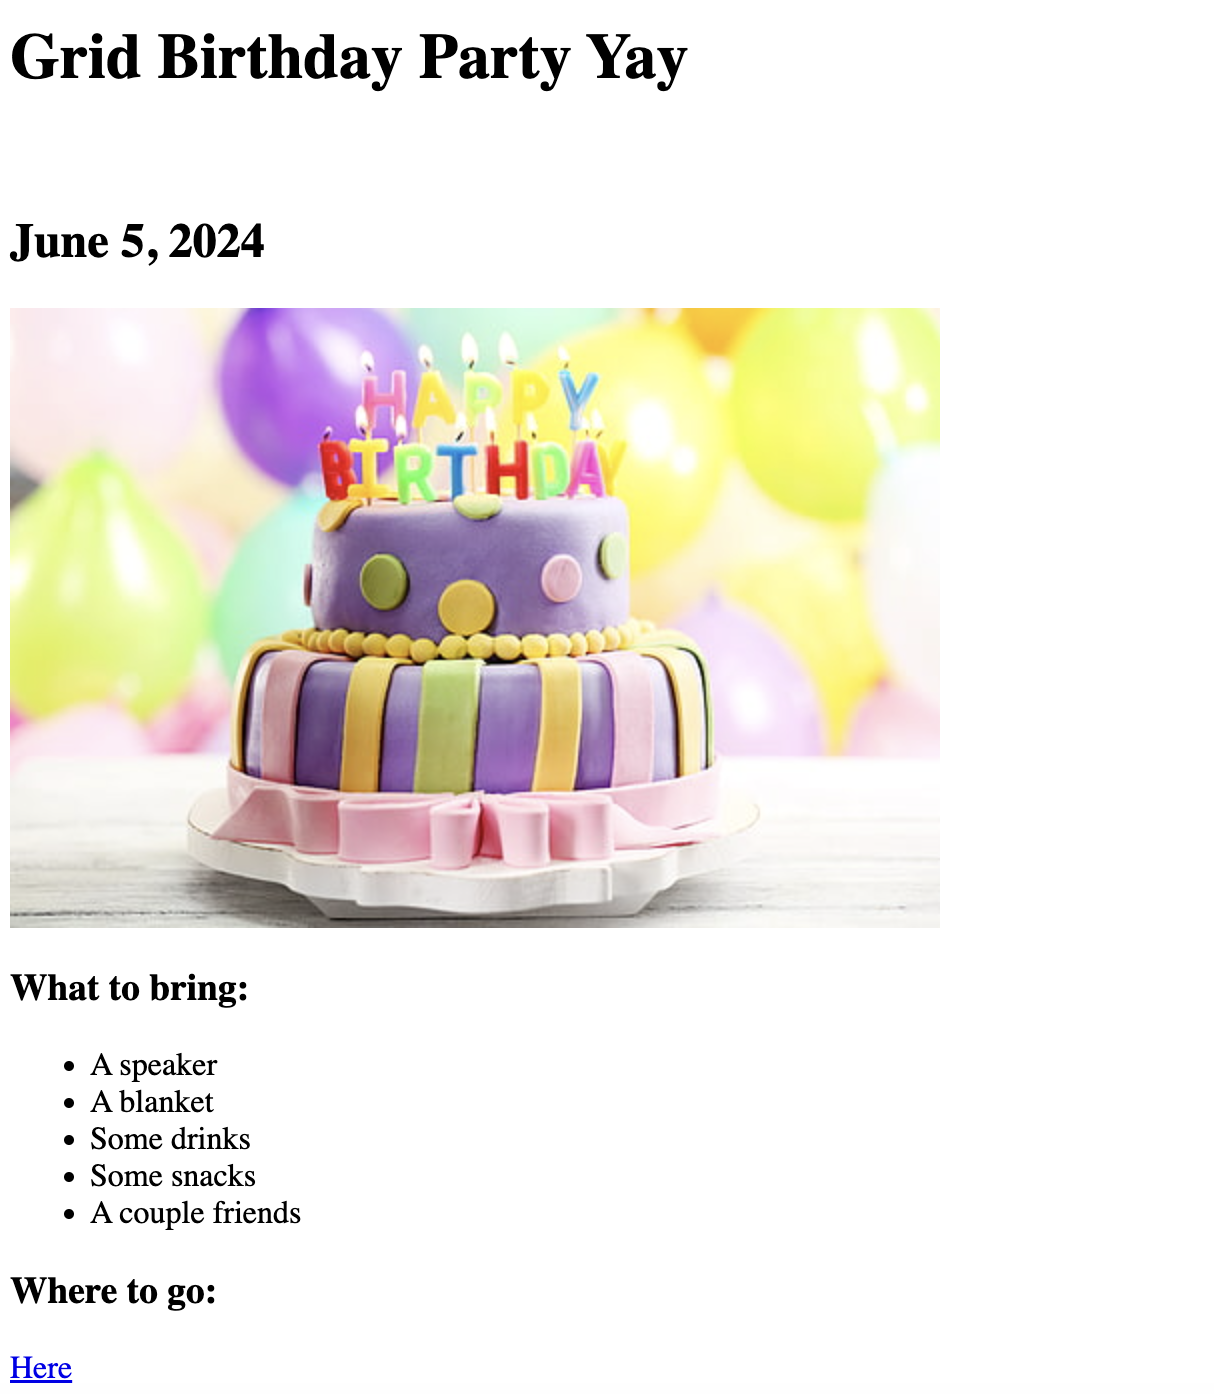 Grid Birthday Party Yay
June 5, 2024
HAPPY
BIRTHDAY
What to bring:
A speaker
A blanket
Some drinks
Some snacks
A couple friends
Where to go:
Here